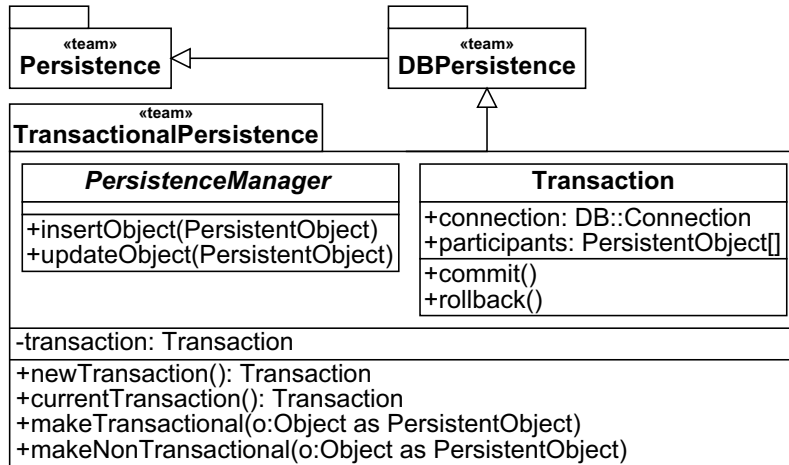 «team»
Persistence
«team»
DBPersistence
«team»
TransactionalPersistence
PersistenceManager
+insertObject(PersistentObject)
+updateObject(PersistentObject)
Transaction
+connection: DB::Connection
+participants: PersistentObject[]
+commit()
+rollback()
-transaction: Transaction
+newTransaction(): Transaction
+currentTransaction(): Transaction
+makeTransactional(o:Object as PersistentObject)
+makeNonTransactional(o:Object as PersistentObject)